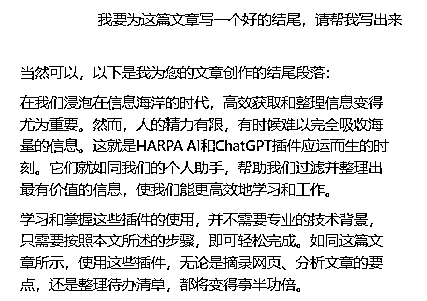 我要为这篇文章写一个好的结尾，请帮我写出来
当然可以，以下是我为您的文章创作的结尾段落：
在我们浸泡在信息海洋的时代，高效获取和整理信息变得
尤为重要。然而，人的精力有限，有时候难以完全吸收海
量的信息。这就是HARPA AI和ChatGPT插件应运而生的时
刻。它们就如同我们的个人助手，帮助我们过滤并整理出
最有价值的信息，使我们能更高效地学习和工作。
学习和掌握这些插件的使用，并不需要专业的技术背景，
只需要按照本文所述的步骤，即可轻松完成。如同这篇文
章所示，使用这些插件，无论是摘录网页、分析文章的要
点，还是整理待办清单，都将变得事半功倍。